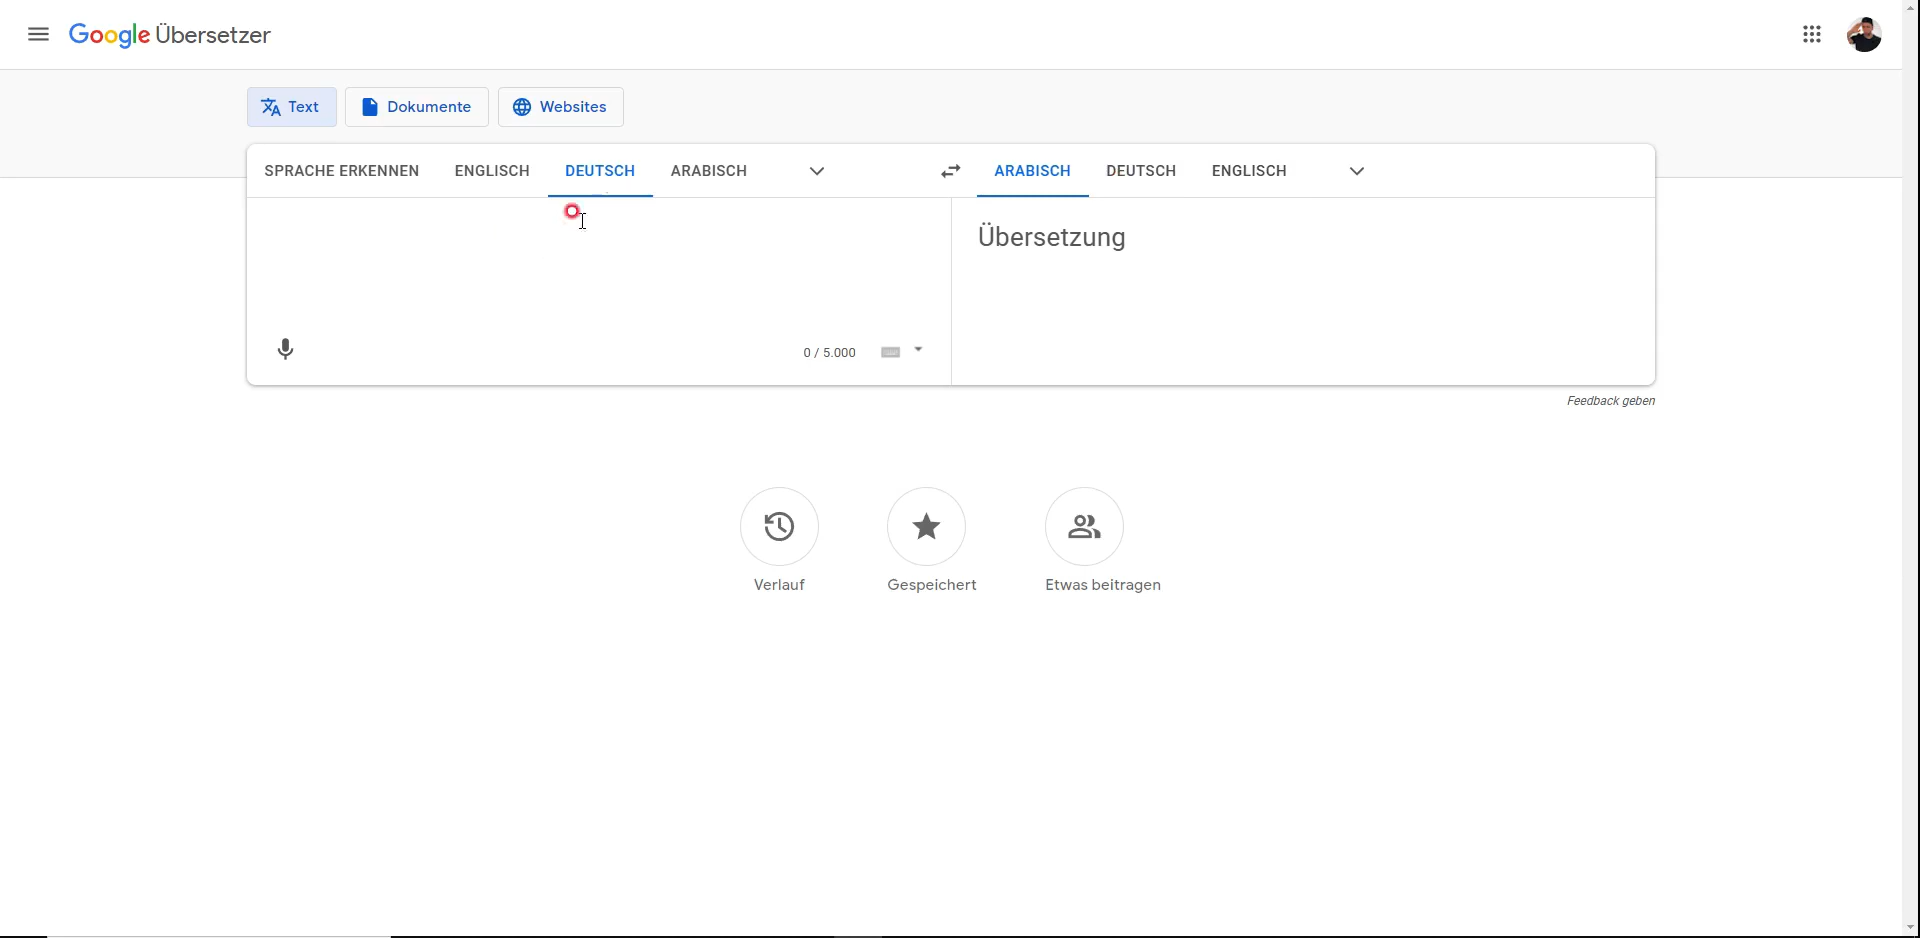 Google Übersetzer
Text Dokumente Websites
SPRACHE ERKENNEN ENGLISCH DEUTSCH ARABISCH ARABISCH DEUTSCH ENGLISCH
Übersetzung
0 / 5.000
Feedback geben
Verlauf Gespeichert Etwas beitragen